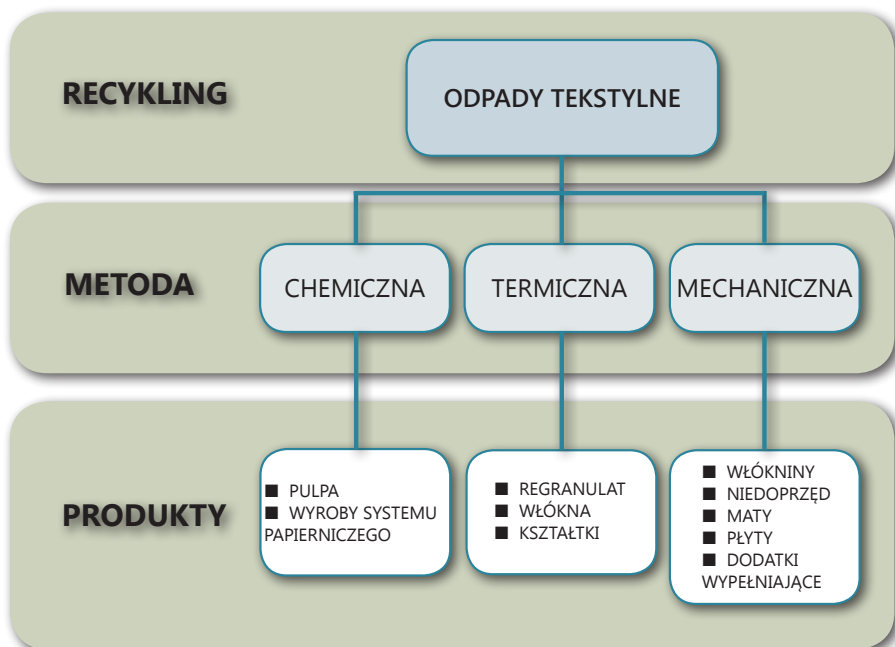 RECYKLING
ODPADY TEKSTYLNE
METODA
CHEMICZNA
TERMICZNA
MECHANICZNA
PRODUKTY
■ PULPA
■ WYROBY SYSTEMU
PAPIERNICZEGO
■ REGRANULAT
■ WŁÓKNA
■ KSZTAŁTKI
■ WŁÓKNINY
■ NIEDOPRZĘD
■ MATY
■ PŁYTY
■ DODATKI
WYPEŁNIAJĄCE